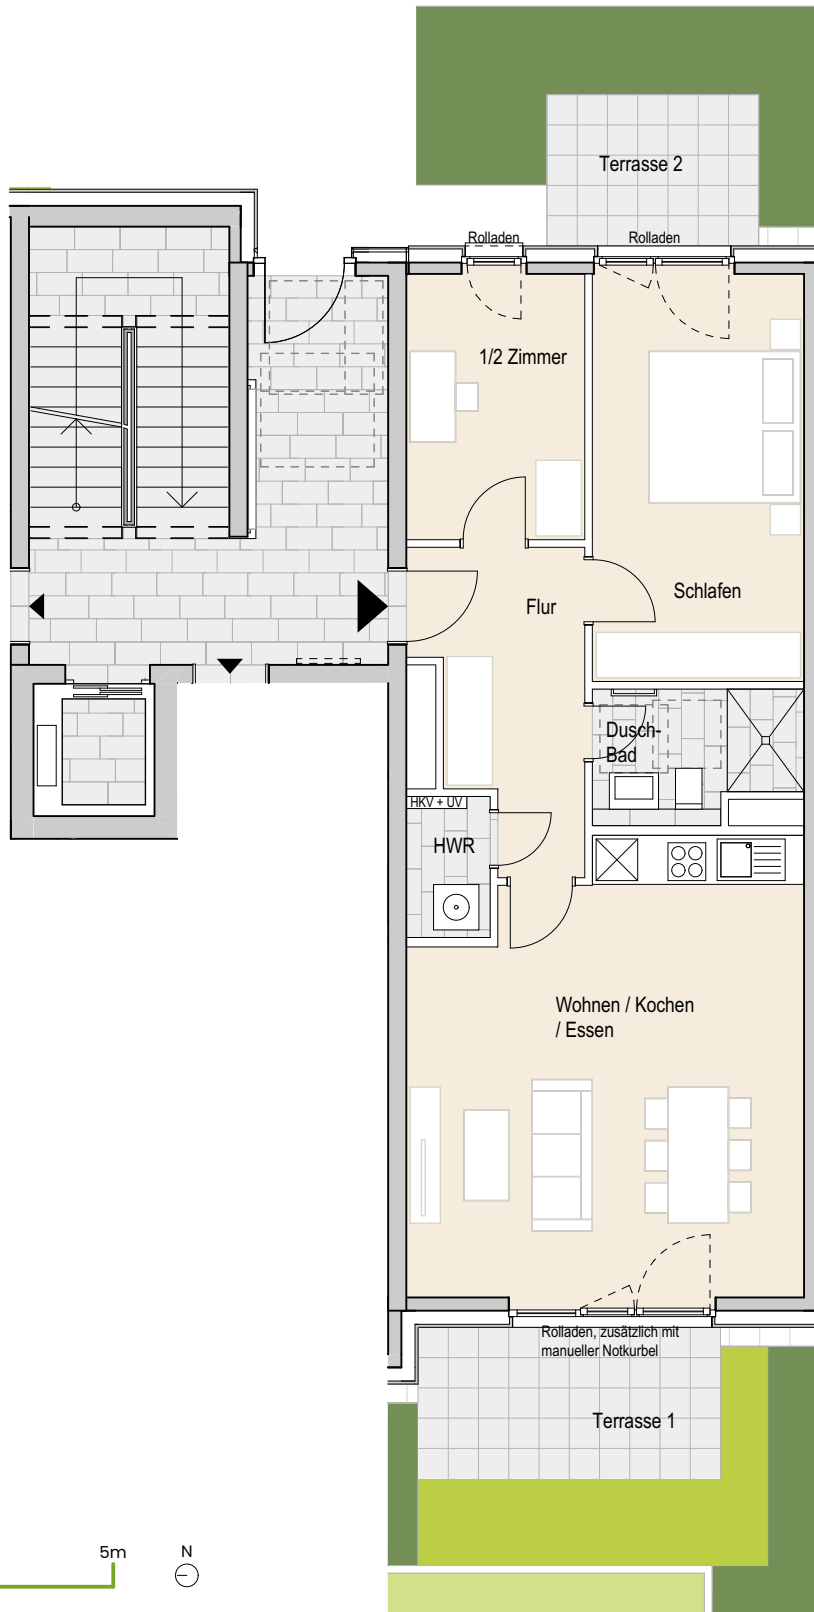 Terrasse 2
Rolladen
Rolladen
1/2 Zimmer
Schlafen
Flur
Dusch-
Bad
HKV + UV
HWR
Wohnen / Kochen
/ Essen
Rolladen, zusätzlich mit
manueller Notkurbel
Terrasse 1
5m
N